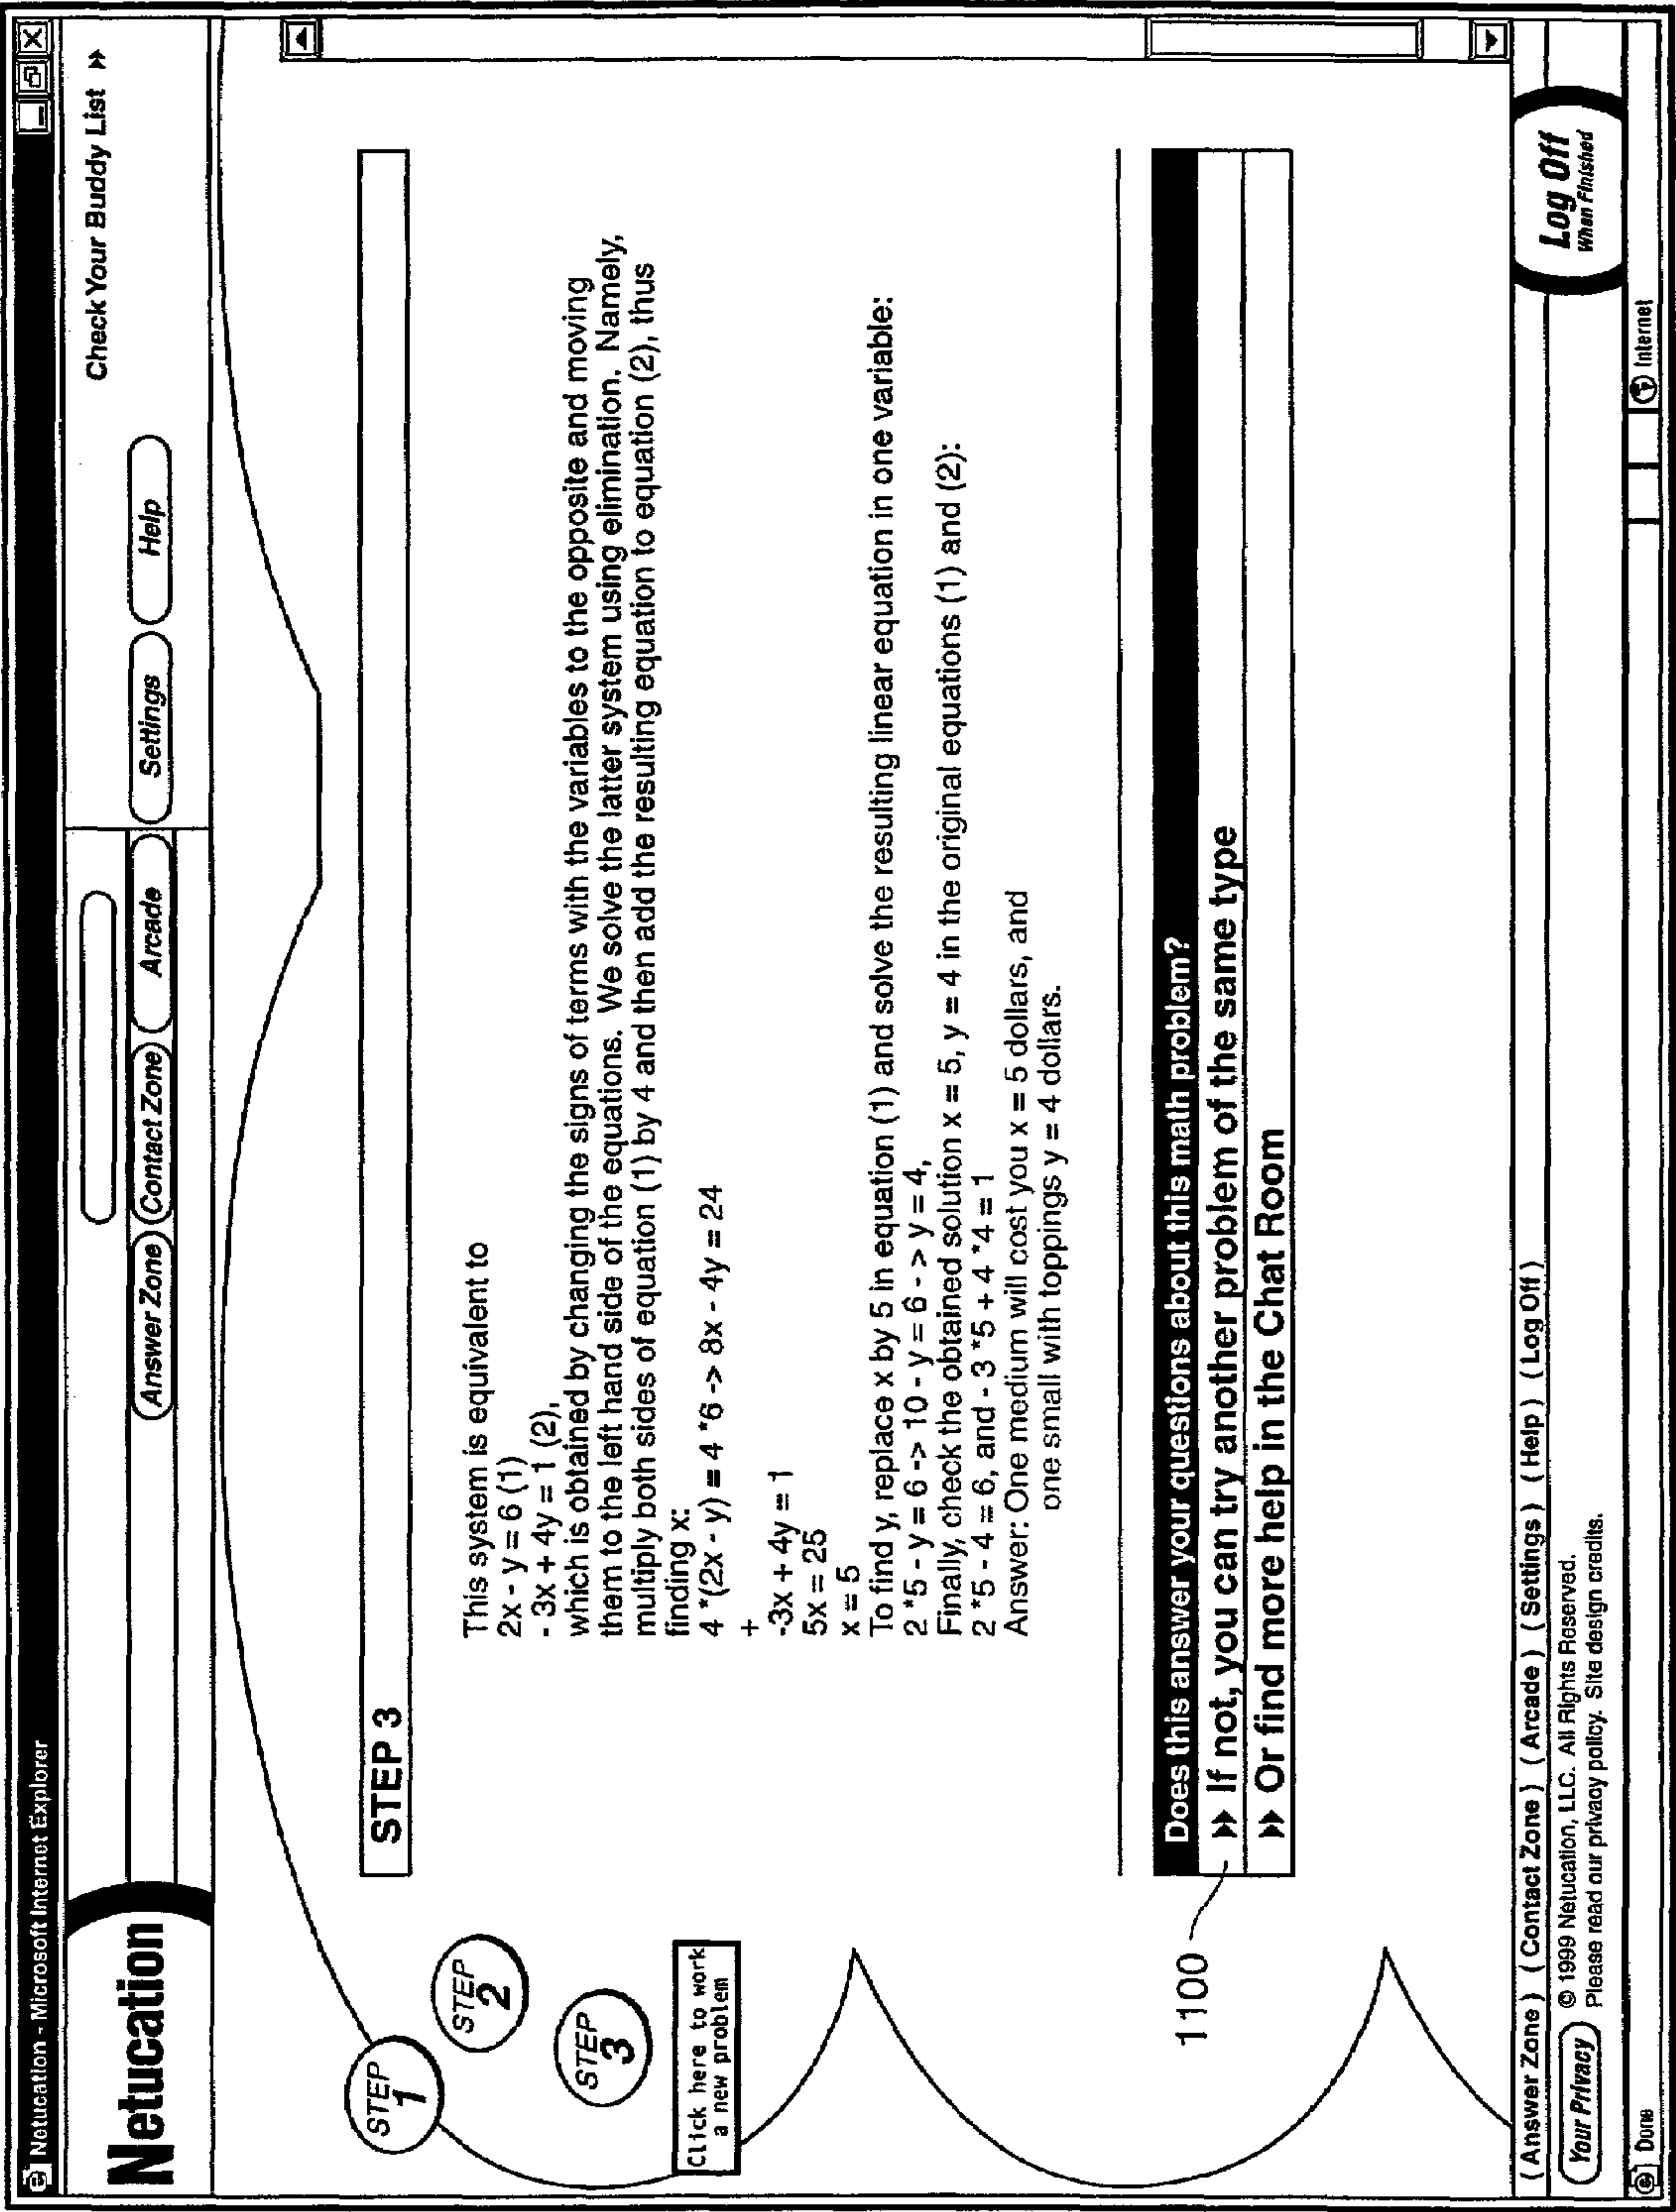 Netucation - Microsoft Internet Explorer
Netucation
Answer Zone
Contact Zone
Arcade
Settings
Help
Check Your Buddy List
STEP 1
STEP 2
STEP 3
Click here to work
a new problem
STEP 3
This system is equivalent to
2x - y = 6 (1)
- 3x + 4y = 1 (2),
which is obtained by changing the signs of terms with the variables to the opposite and moving
them to the left hand side of the equations. We solve the latter system using elimination. Namely,
multiply both sides of equation (1) by 4 and then add the resulting equation to equation (2), thus
finding x:
4 *(2x - y) = 4 *6 -> 8x - 4y = 24
+
-3x + 4y = 1
5x = 25
x = 5
To find y, replace x by 5 in equation (1) and solve the resulting linear equation in one variable:
2 *5 - y = 6 -> 10 - y = 6 - > y = 4,
Finally, check the obtained solution x = 5, y = 4 in the original equations (1) and (2):
2 *5 - 4 = 6, and - 3 *5 + 4 *4 = 1
Answer: One medium will cost you x = 5 dollars, and
one small with toppings y = 4 dollars.
Does this answer your questions about this math problem?
If not, you can try another problem of the same type
Or find more help in the Chat Room
1100
( Answer Zone ) ( Contact Zone ) ( Arcade ) ( Settings ) ( Help ) ( Log Off )
Your Privacy
© 1999 Netucation, LLC. All Rights Reserved.
Please read our privacy policy. Site design credits.
Log Off
When Finished
Done
Internet